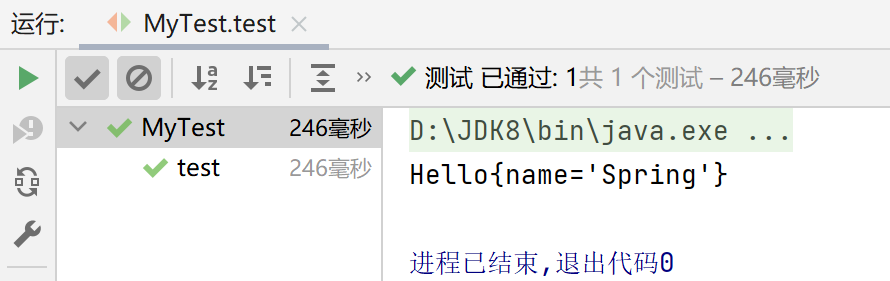 运行: MyTest.test
测试 已通过: 1共 1 个测试 – 246毫秒
MyTest 246毫秒
test 246毫秒
D:\JDK8\bin\java.exe ...
Hello{name='Spring'}
进程已结束,退出代码0